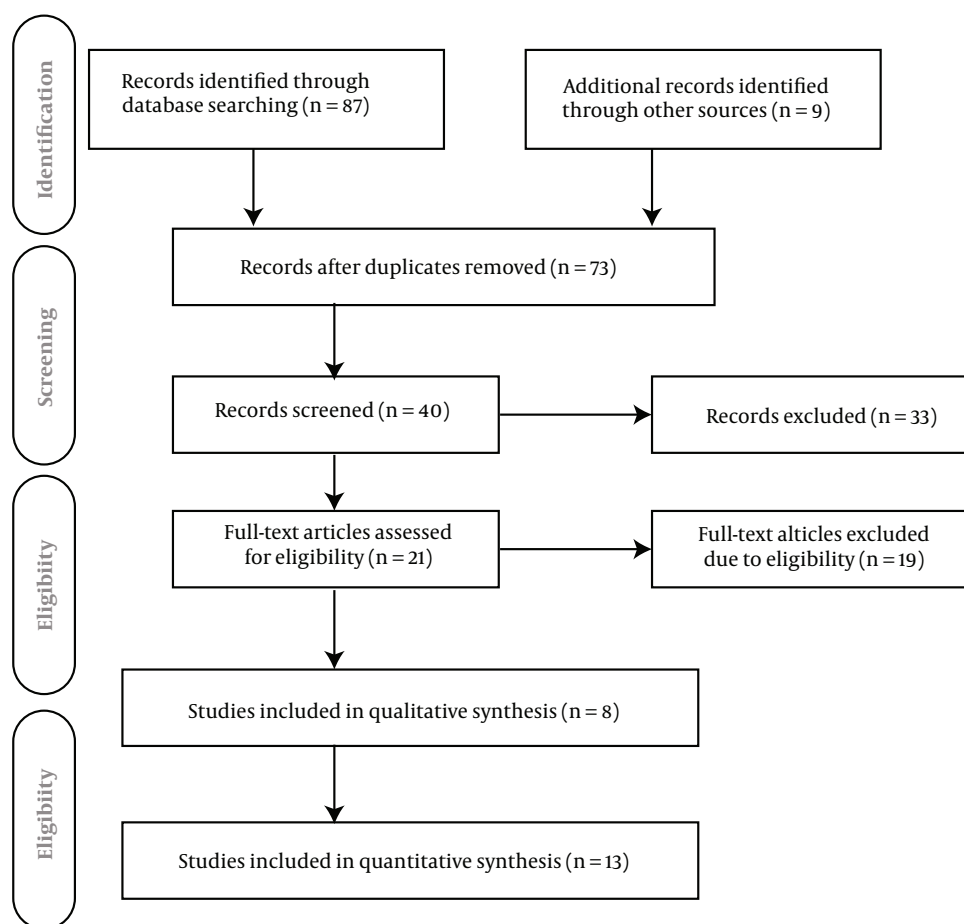 Identification
Records identified through
database searching (n = 87)
Additional records identified
through other sources (n = 9)
Records after duplicates removed (n = 73)
Screening
Records screened (n = 40)
Records excluded (n = 33)
Eligibiity
Full-text articles assessed
for eligibility (n = 21)
Full-text alticles excluded
due to eligibility (n = 19)
Studies included in qualitative synthesis (n = 8)
Eligibiity
Studies included in quantitative synthesis (n = 13)